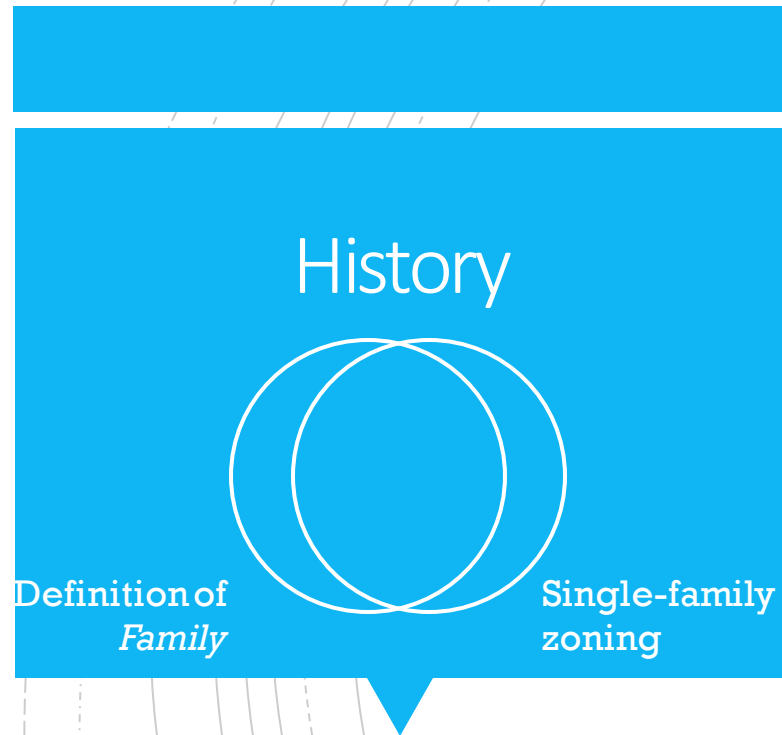 History
Definition of
Family
Single-family
zoning